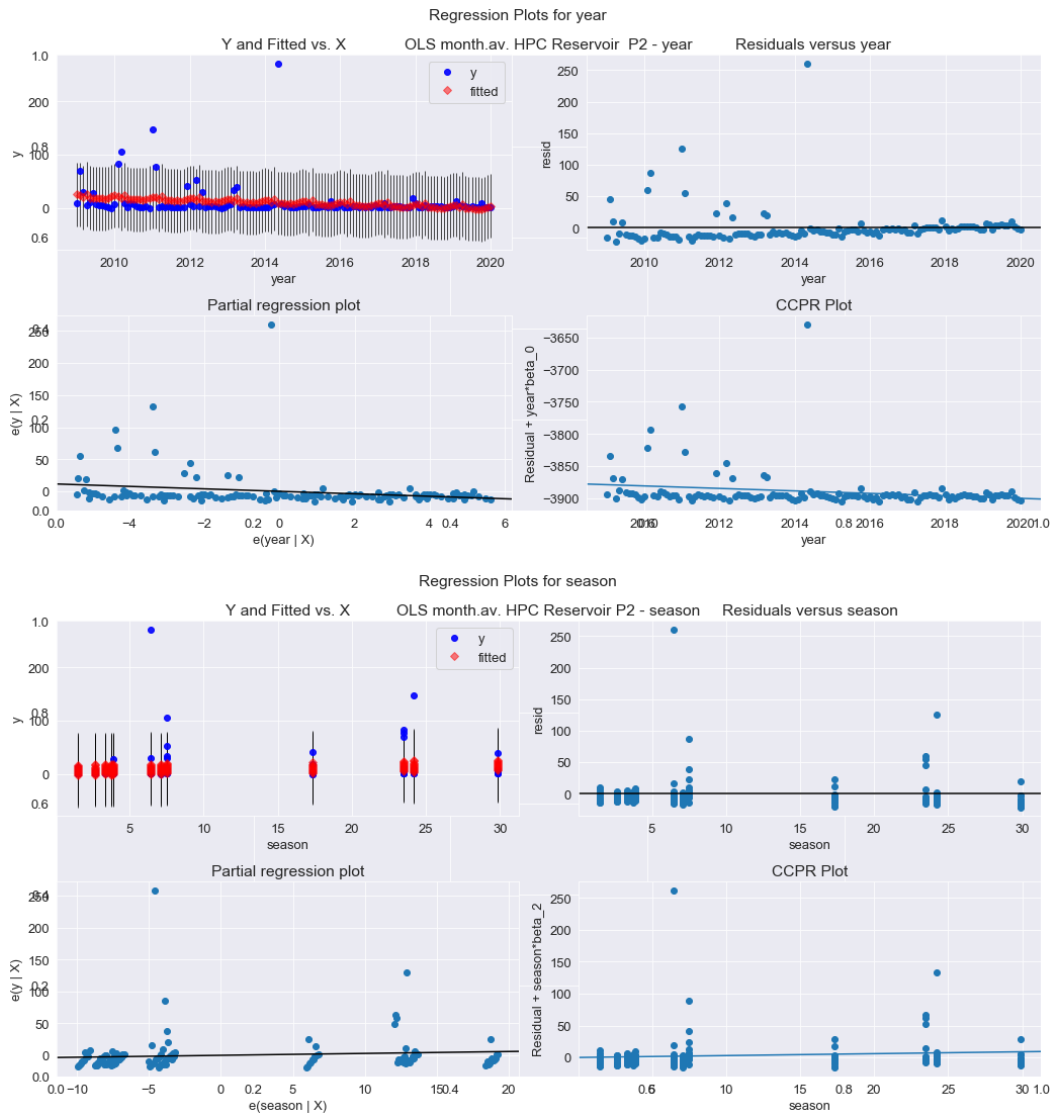 Regression Plots for year
Y and Fitted vs. X OLS month.av. HPC Reservoir P2 - year Residuals versus year
1.0
200
0.8
100
0
0.6
y
y
fitted
2010 2012 2014 2016 2018 2020
year
250
200
150
100
50
0
resid
2010 2012 2014 2016 2018 2020
year
Partial regression plot CCPR Plot
0.4
250
200
150
100
0.2
50
0
0.0
e(y | X)
0.0 −4 −2 0.2 0 2 4 0.4 6
e(year | X)
−3650
−3700
−3750
−3800
−3850
−3900
Residual + year*beta_0
2010 0.6 2012 2014 0.8 2016 2018 2020 1.0
year
Regression Plots for season
Y and Fitted vs. X OLS month.av. HPC Reservoir P2 - season Residuals versus season
1.0
200
0.8
100
0
0.6
y
y
fitted
5 10 15 20 25 30
season
250
200
150
100
50
0
resid
5 10 15 20 25 30
season
Partial regression plot CCPR Plot
0.4
250
200
150
0.2
100
50
0
0.0
e(y | X)
0.0 −10 −5 0 0.2 5 10 15 0.4 20
e(season | X)
250
200
150
100
50
0
Residual + season*beta_2
5 0.6 10 15 0.8 20 25 30 1.0
season